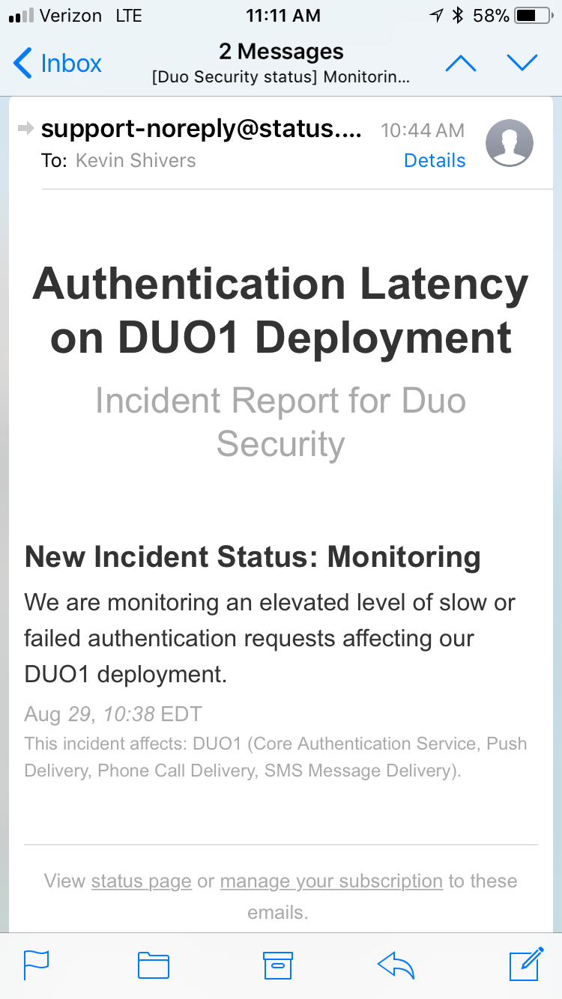 Verizon LTE 11:11 AM 58%
Inbox
2 Messages
[Duo Security status] Monitorin...
support-noreply@status.... 10:44 AM
To: Kevin Shivers Details
Authentication Latency
on DUO1 Deployment
Incident Report for Duo
Security
New Incident Status: Monitoring
We are monitoring an elevated level of slow or
failed authentication requests affecting our
DUO1 deployment.
Aug 29, 10:38 EDT
This incident affects: DUO1 (Core Authentication Service, Push
Delivery, Phone Call Delivery, SMS Message Delivery).
View status page or manage your subscription to these
emails.